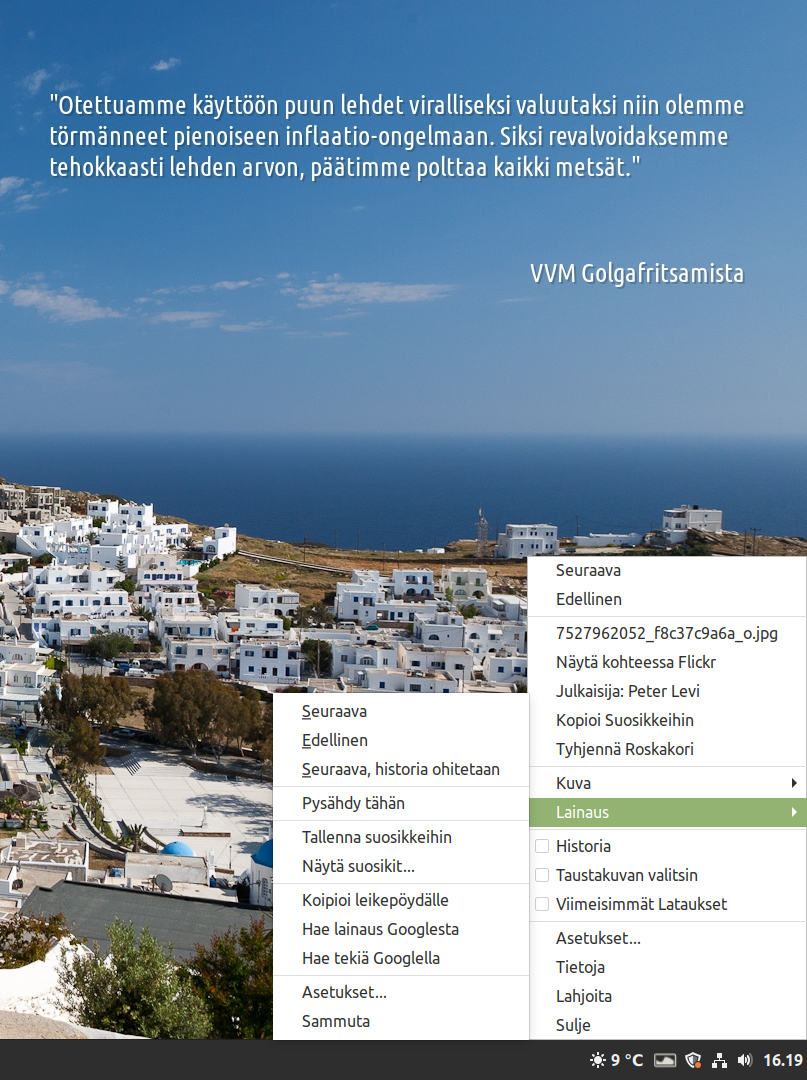 "Otettuamme käyttöön puun lehdet viralliseksi valuutaksi niin olemme
törmänneet pienoiseen inflaatio-ongelmaan. Siksi revalvoidaksemme
tehokkaasti lehden arvon, päätimme polttaa kaikki metsät."
VVM Golgafritsamista
Seuraava
Edellinen
7527962052_f8c37c9a6a_o.jpg
Näytä kohteessa Flickr
Julkaisija: Peter Levi
Kopioi Suosikkeihin
Tyhjennä Roskakori
Kuva
Lainaus
Historia
Taustakuvan valitsin
Viimeisimmät Lataukset
Asetukset...
Tietoja
Lahjoita
Sulje
Seuraava
Edellinen
Seuraava, historia ohitetaan
Pysähdy tähän
Tallenna suosikkeihin
Näytä suosikit...
Koipioi leikepöydälle
Hae lainaus Googlesta
Hae tekiä Googlella
Asetukset...
Sammuta
9 °C 16.19